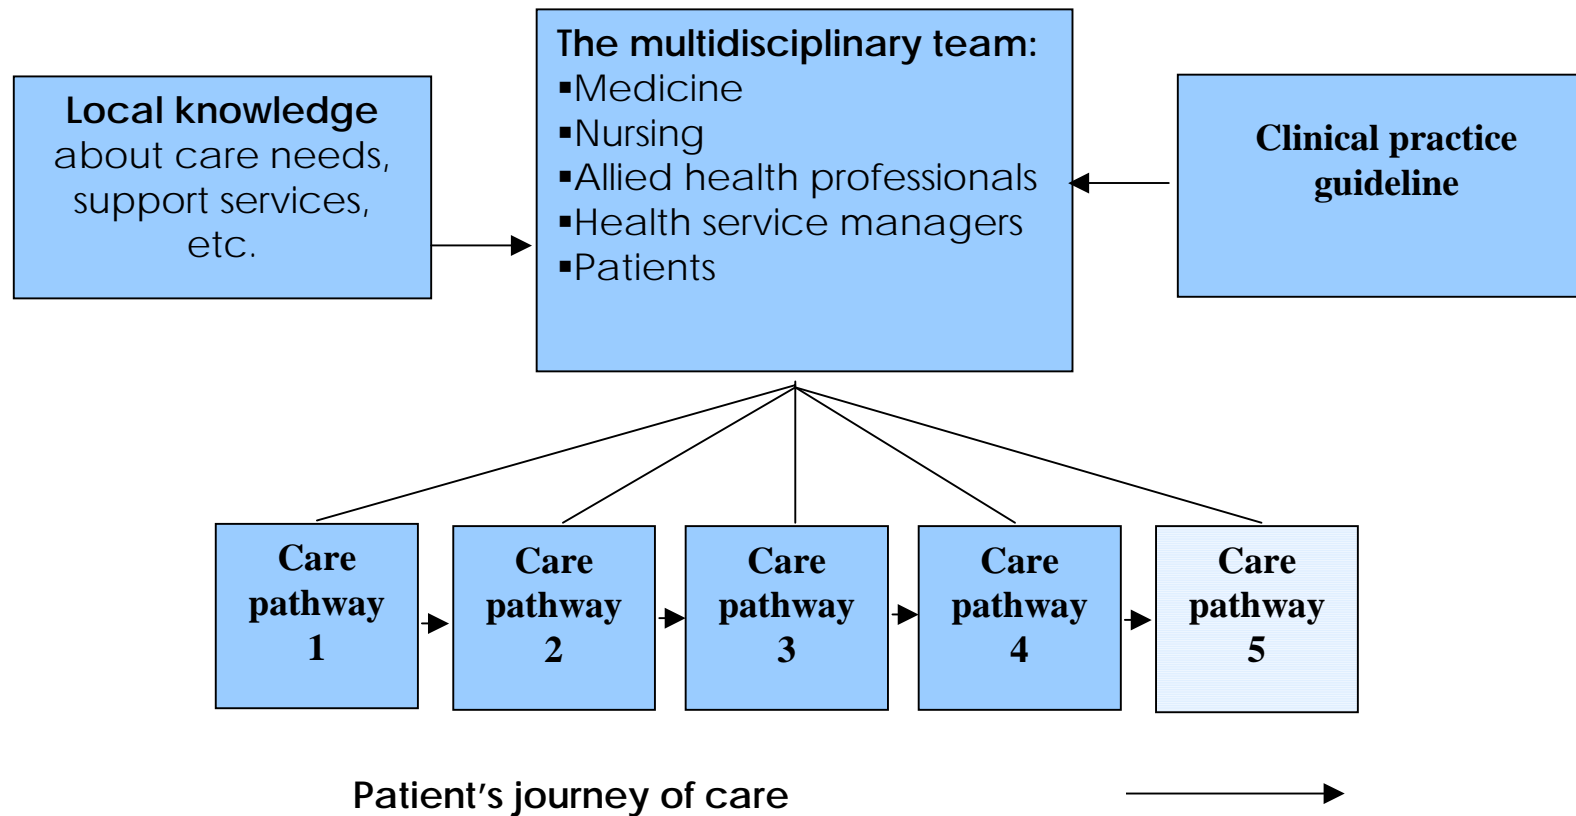 Local knowledge
about care needs,
support services,
etc.
The multidisciplinary team:
▪Medicine
▪Nursing
▪Allied health professionals
▪Health service managers
▪Patients
Clinical practice
guideline
Care
pathway
1
Care
pathway
2
Care
pathway
3
Care
pathway
4
Care
pathway
5
Patient’s journey of care